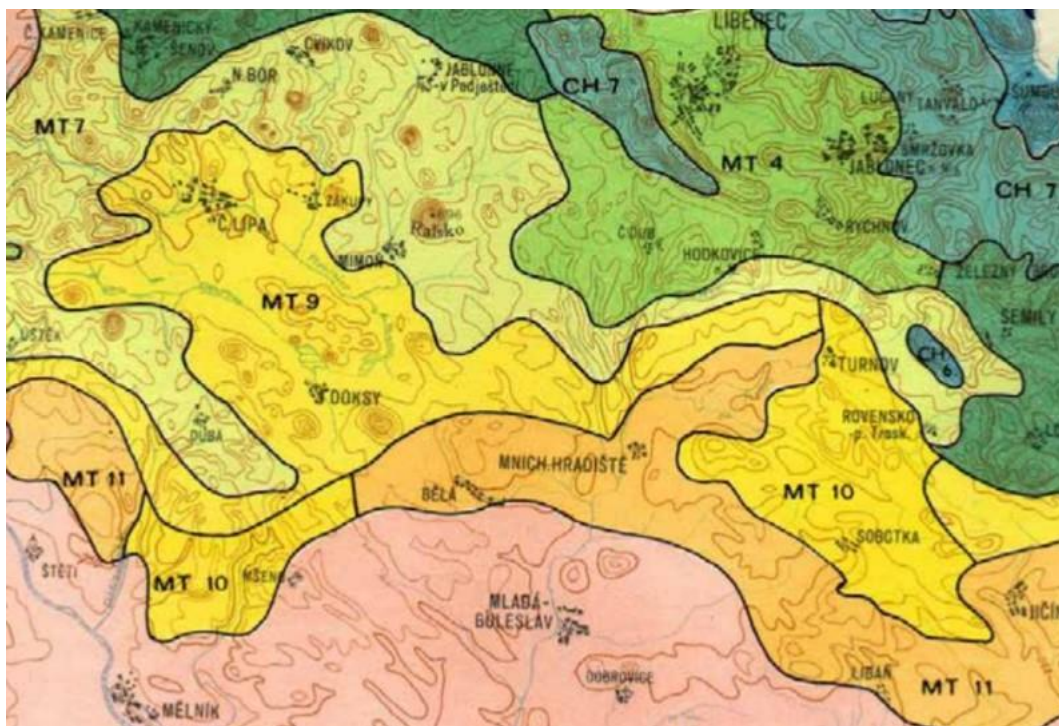 Č.KAMENICE
KAMENICKÝ-
ŠENOV
CVIKOV
N.BOR
JABLONNÉ
-v Podještědí
LIBEREC
CH 7
LUČANY
TANVALD
ŠUMB
MT 7
MT 4
SMRŽOVKA
JABLONEC
CH 7
ZÁKUPY
Č.LÍPA
Ralsko
MIMOŇ
RYCHNOV
HODKOVICE
ŽELEZNÝ
MT 9
SEMILY
ÚŠTĚK
CH
6
TURNOV
DOKSY
ROVENSKO
p. Trosk.
DUBÁ
MNICH.HRADIŠTĚ
MT 11
BĚLÁ
MT 10
SOBOTKA
ŠTĚTÍ
MT 10
MŠENO
MLADÁ-
BOLESLAV
JIČÍN
DOBROVICE
LIBÁŇ
MT 11
MĚLNÍK